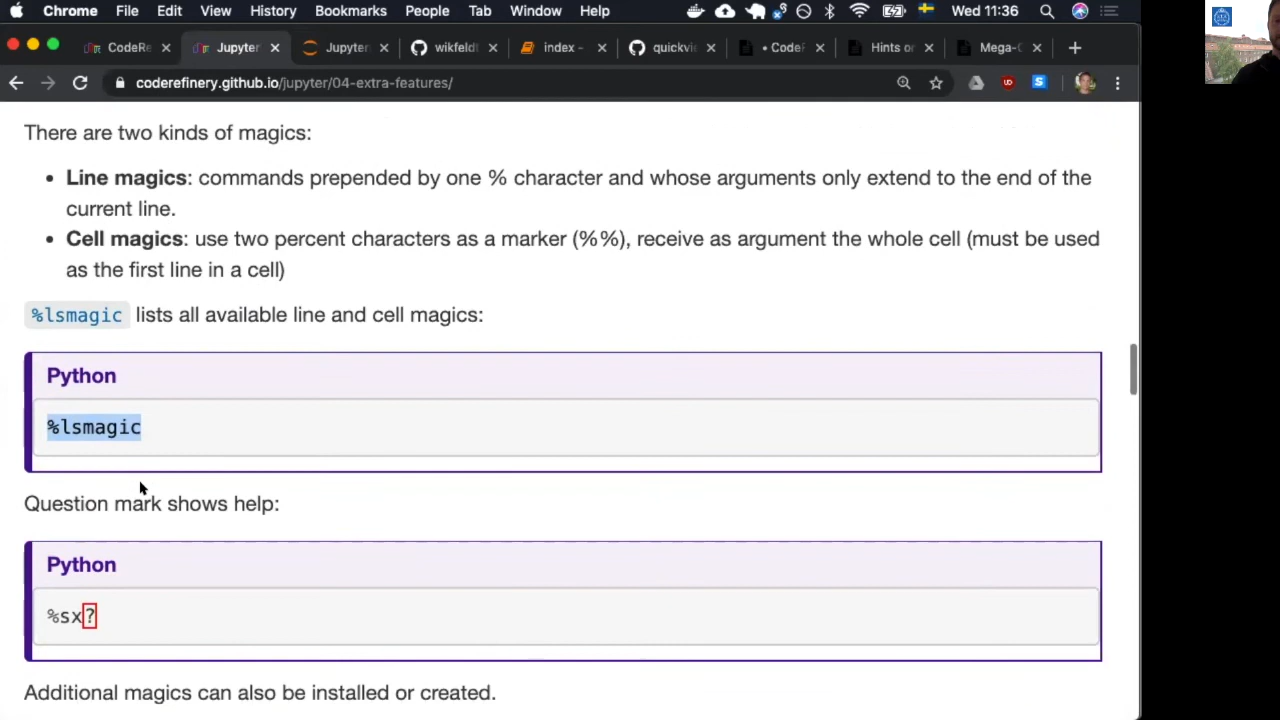 Chrome File Edit View History Bookmarks People Tab Window Help Wed 11:36
CodeRe Jupyter Jupyter wikfeldt index – quickvie • CodeF Hints or Mega-C
coderefinery.github.io/jupyter/04-extra-features/
There are two kinds of magics:
• Line magics: commands prepended by one % character and whose arguments only extend to the end of the
current line.
• Cell magics: use two percent characters as a marker (%%), receive as argument the whole cell (must be used
as the first line in a cell)
%lsmagic lists all available line and cell magics:
Python
%lsmagic
Question mark shows help:
Python
%sx?
Additional magics can also be installed or created.